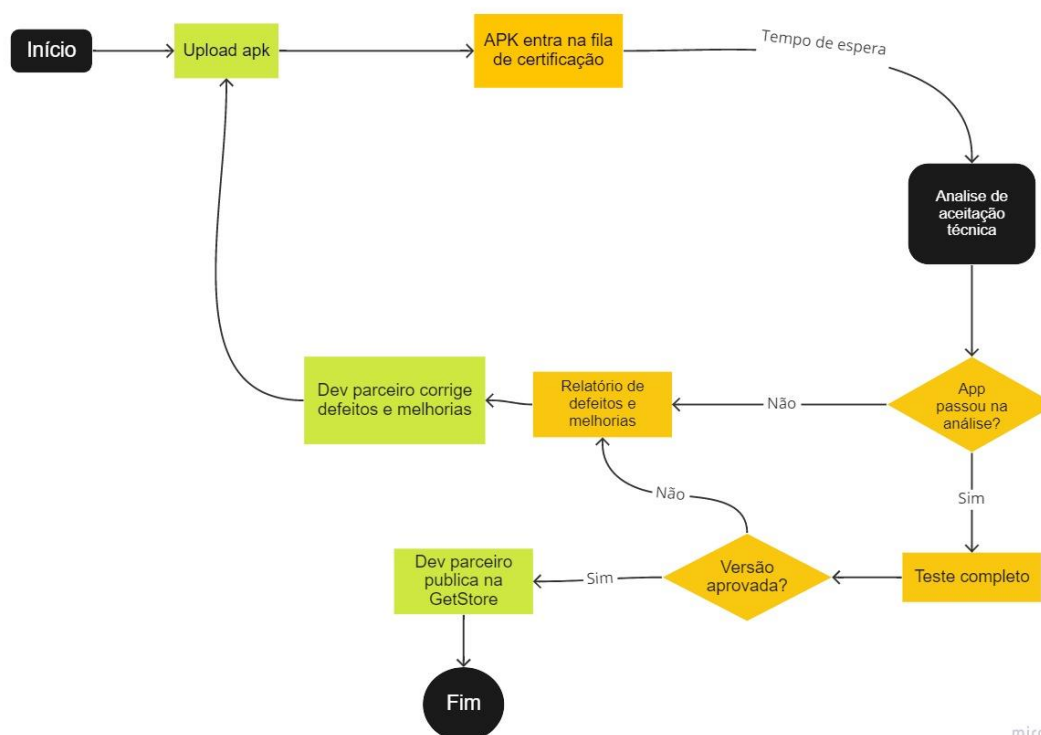 Início
Upload apk
APK entra na fila
de certificação
Tempo de espera
Analise de
aceitação
técnica
App
passou na
análise?
Não
Relatório de
defeitos e
melhorias
Dev parceiro corrige
defeitos e melhorias
Sim
Não
Teste completo
Versão
aprovada?
Sim
Dev parceiro
publica na
GetStore
Fim